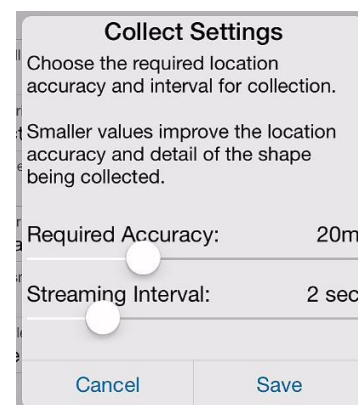 Collect Settings
Choose the required location
accuracy and interval for collection.
Smaller values improve the location
accuracy and detail of the shape
being collected.
Required Accuracy: 20m
Streaming Interval: 2 sec
Cancel Save